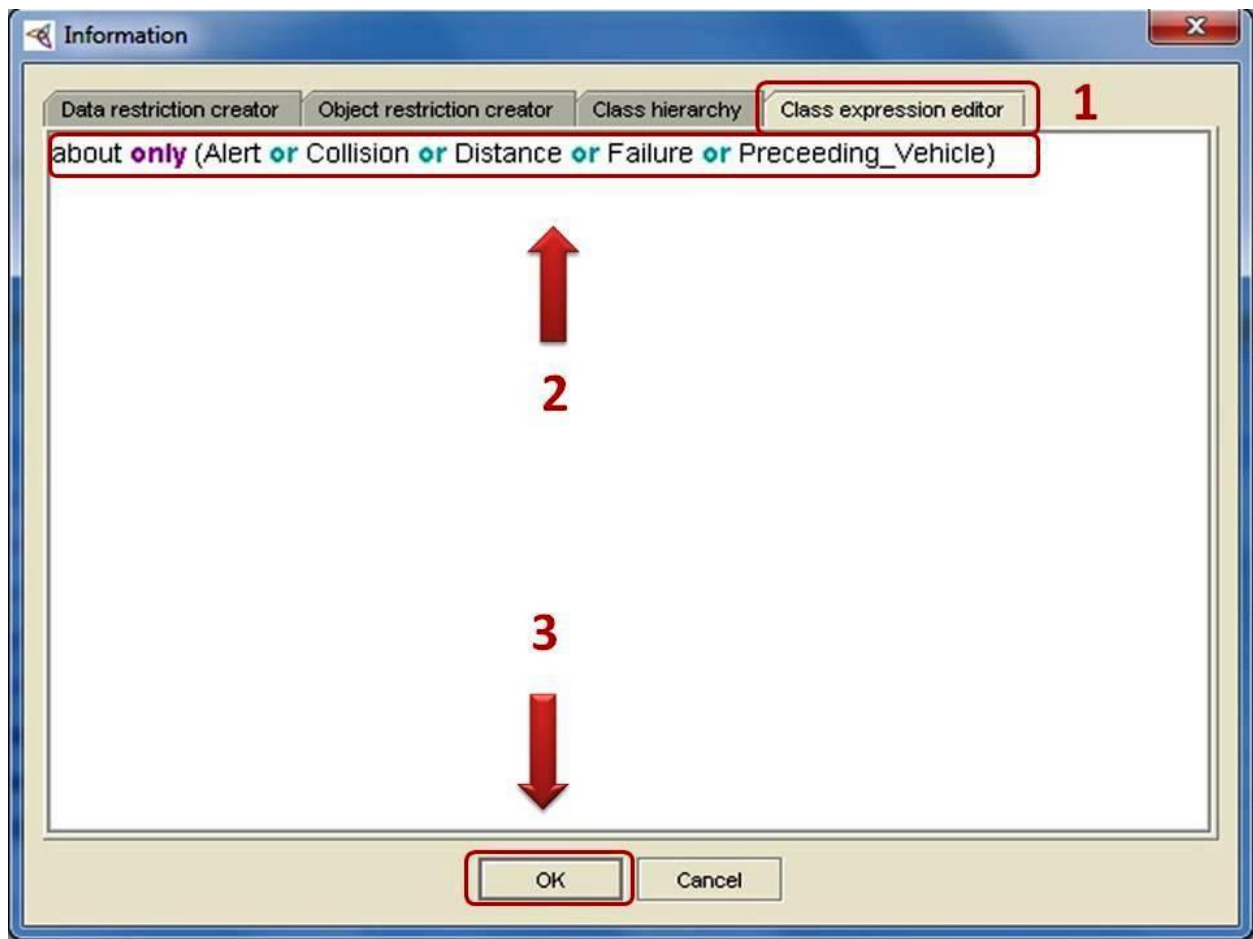 Information
Data restriction creator Object restriction creator Class hierarchy Class expression editor 1
about only (Alert or Collision or Distance or Failure or Preceeding_Vehicle)
2
3
OK Cancel